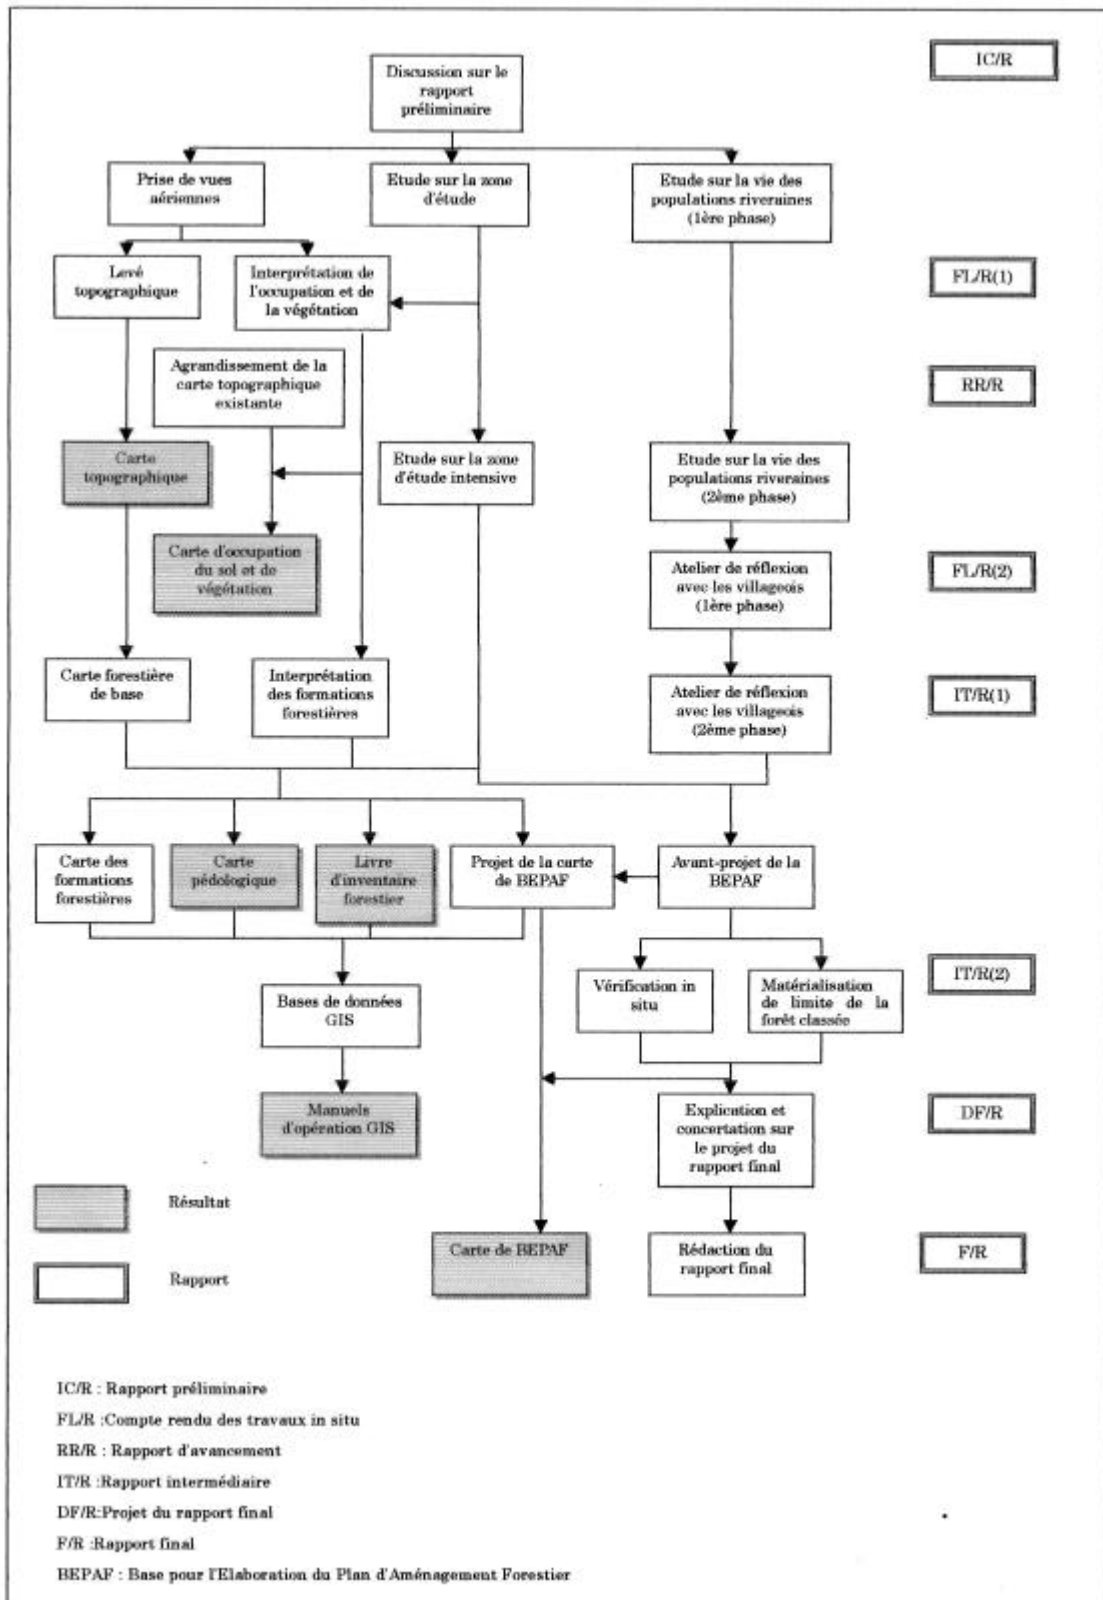 IC/R
Discussion sur le
rapport
préliminaire
Prise de vues
aériennes
Etude sur la zone
d'étude
Etude sur la vie des
populations riveraines
(1ère phase)
Levé
topographique
Interprétation de
l'occupation et de
la végétation
FL/R(1)
Agrandissement de la
carte topographique
existante
RR/R
Carte
topographique
Etude sur la zone
d'étude intensive
Etude sur la vie des
populations riveraines
(2ème phase)
Carte d'occupation
du sol et de
végétation
Atelier de réflexion
avec les villageois
(1ère phase)
FL/R(2)
Carte forestière
de base
Interprétation
des formations
forestières
Atelier de réflexion
avec les villageois
(2ème phase)
IT/R(1)
Carte des
formations
forestières
Carte
pédologique
Livre
d'inventaire
forestier
Projet de la carte
de BEPAF
Avant-projet de la
BEPAF
Bases de données
GIS
Vérification in
situ
Matérialisation
de limite de la
forêt classée
IT/R(2)
Manuels
d'opération GIS
Explication et
concertation sur
le projet du
rapport final
DF/R
Résultat
Carte de BEPAF
Rédaction du
rapport final
F/R
Rapport
IC/R : Rapport préliminaire
FL/R :Compte rendu des travaux in situ
RR/R : Rapport d'avancement
IT/R :Rapport intermédiaire
DF/R:Projet du rapport final
F/R :Rapport final
BEPAF : Base pour l'Elaboration du Plan d'Aménagement Forestier